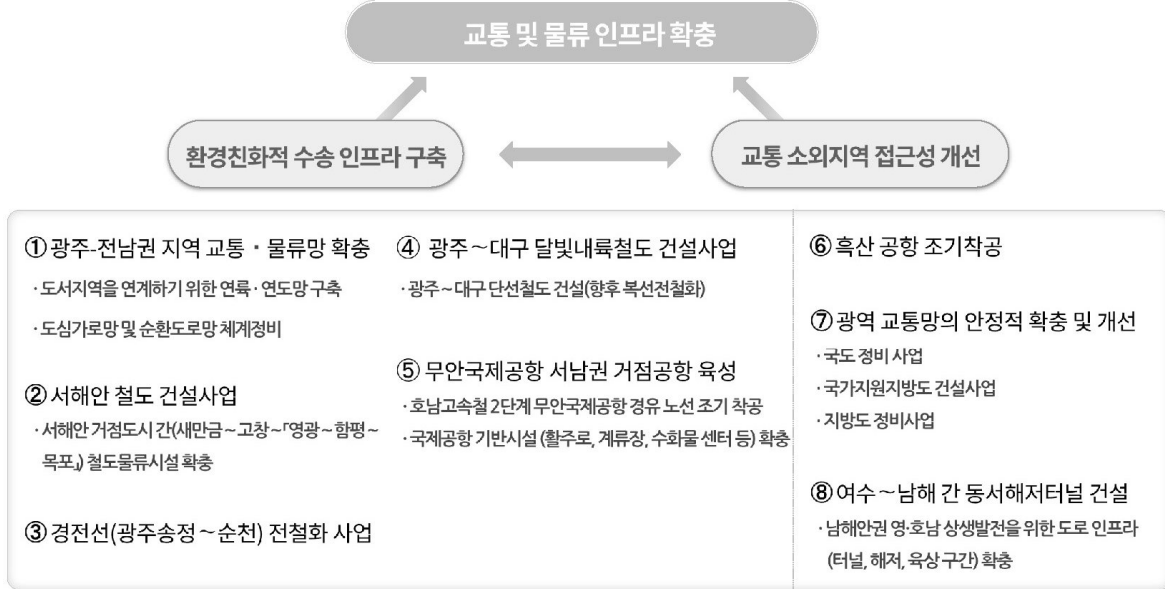 교통 및 물류 인프라 확충
환경친화적 수송 인프라 구축
교통 소외지역 접근성 개선
① 광주-전남권 지역 교통·물류망 확충
· 도서지역을 연계하기 위한 연륙·연도망 구축
· 도심가로망 및 순환도로망 체계정비
② 서해안 철도 건설사업
· 서해안 거점도시 간(새만금~고창~「영광~함평~
목포」) 철도물류시설 확충
③ 경전선(광주송정~순천) 전철화 사업
④ 광주~대구 달빛내륙철도 건설사업
· 광주~대구 단선철도 건설(향후 복선전철화)
⑤ 무안국제공항 서남권 거점공항 육성
· 호남고속철 2단계 무안국제공항 경유 노선 조기 착공
· 국제공항 기반시설 (활주로, 계류장, 수화물 센터 등) 확충
⑥ 흑산 공항 조기착공
⑦ 광역 교통망의 안정적 확충 및 개선
· 국도 정비 사업
· 국가지원지방도 건설사업
· 지방도 정비사업
⑧ 여수~남해 간 동서해저터널 건설
· 남해안권 영·호남 상생발전을 위한 도로 인프라
(터널, 해저, 육상 구간) 확충